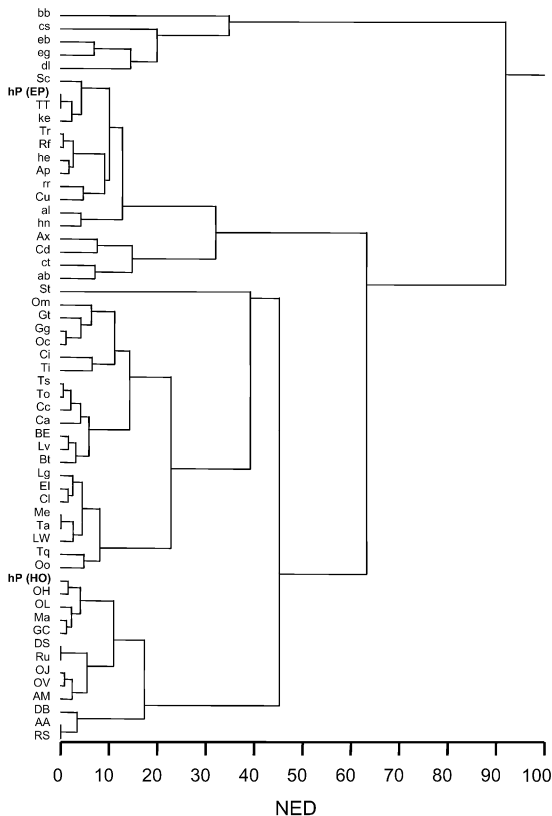 bb
cs
eb
eg
dl
Sc
hP (EP)
TT
ke
Tr
Rf
he
Ap
rr
Cu
al
hn
Ax
Cd
ct
ab
St
Om
Gt
Gg
Oc
Ci
Ti
Ts
To
Cc
Ca
BE
Lv
Bt
Lg
El
Cl
Me
Ta
LW
Tq
Oo
hP (HO)
OH
OL
Ma
GC
DS
Ru
OJ
OV
AM
DB
AA
RS
0 10 20 30 40 50 60 70 80 90 100
NED